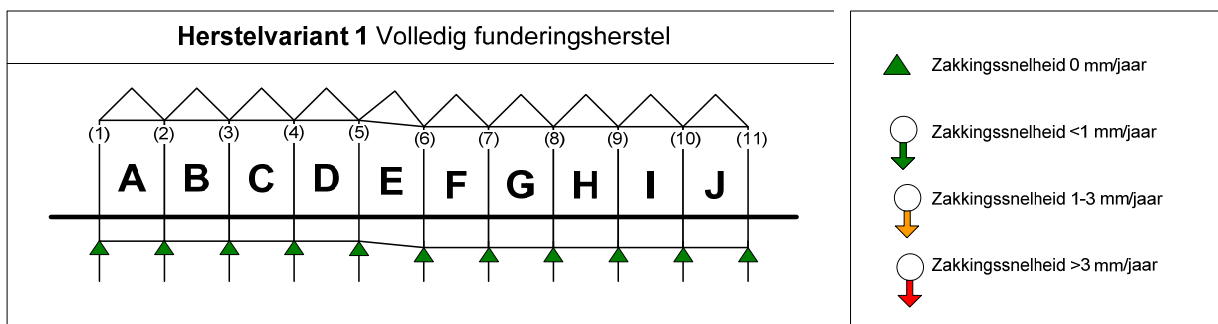 Herstelvariant 1 Volledig funderingsherstel
(1) (2) (3) (4) (5) (6) (7) (8) (9) (10) (11)
A B C D E F G H I J
Zakkingssnelheid 0 mm/jaar
Zakkingssnelheid <1 mm/jaar
Zakkingssnelheid 1-3 mm/jaar
Zakkingssnelheid >3 mm/jaar